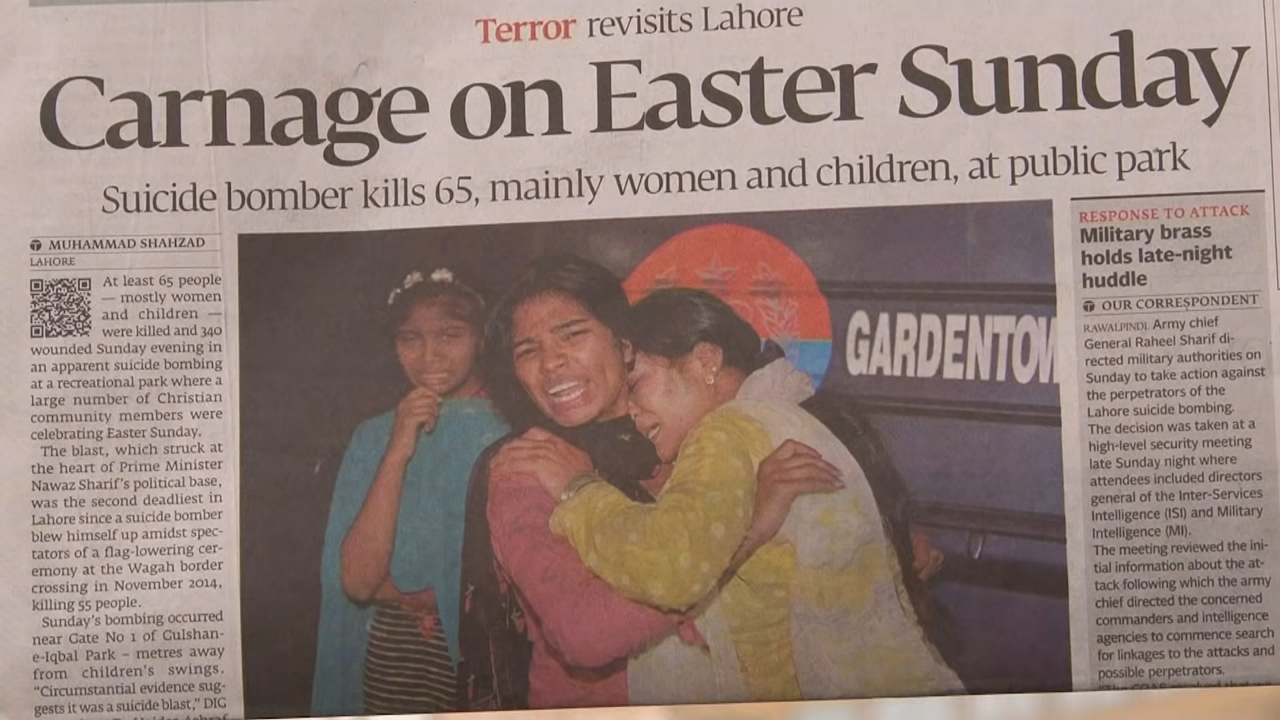 Terror revisits Lahore
Carnage on Easter Sunday
Suicide bomber kills 65, mainly women and children, at public park
MUHAMMAD SHAHZAD
LAHORE
At least 65 people
— mostly women
and children —
were killed and 340
wounded Sunday evening in
an apparent suicide bombing
at a recreational park where a
large number of Christian
community members were
celebrating Easter Sunday.
The blast, which struck at
the heart of Prime Minister
Nawaz Sharif's political base,
was the second deadliest in
Lahore since a suicide bomber
blew himself up amidst spec-
tators of a flag-lowering cer-
emony at the Wagah border
crossing in November 2014,
killing 55 people.
Sunday's bombing occurred
near Gate No 1 of Gulshan-
e-Iqbal Park – metres away
from children's swings.
"Circumstantial evidence sug-
gests it was a suicide blast," DIG
GARDENTOW
RESPONSE TO ATTACK
Military brass
holds late-night
huddle
OUR CORRESPONDENT
RAWALPINDI. Army chief
General Raheel Sharif di-
rected military authorities on
Sunday to take action against
the perpetrators of the
Lahore suicide bombing.
The decision was taken at a
high-level security meeting
late Sunday night where
attendees included directors
general of the Inter-Services
Intelligence (ISI) and Military
Intelligence (MI).
The meeting reviewed the ini-
tial information about the at-
tack following which the army
chief directed the concerned
commanders and intelligence
agencies to commence search
for linkages to the attacks and
possible perpetrators.